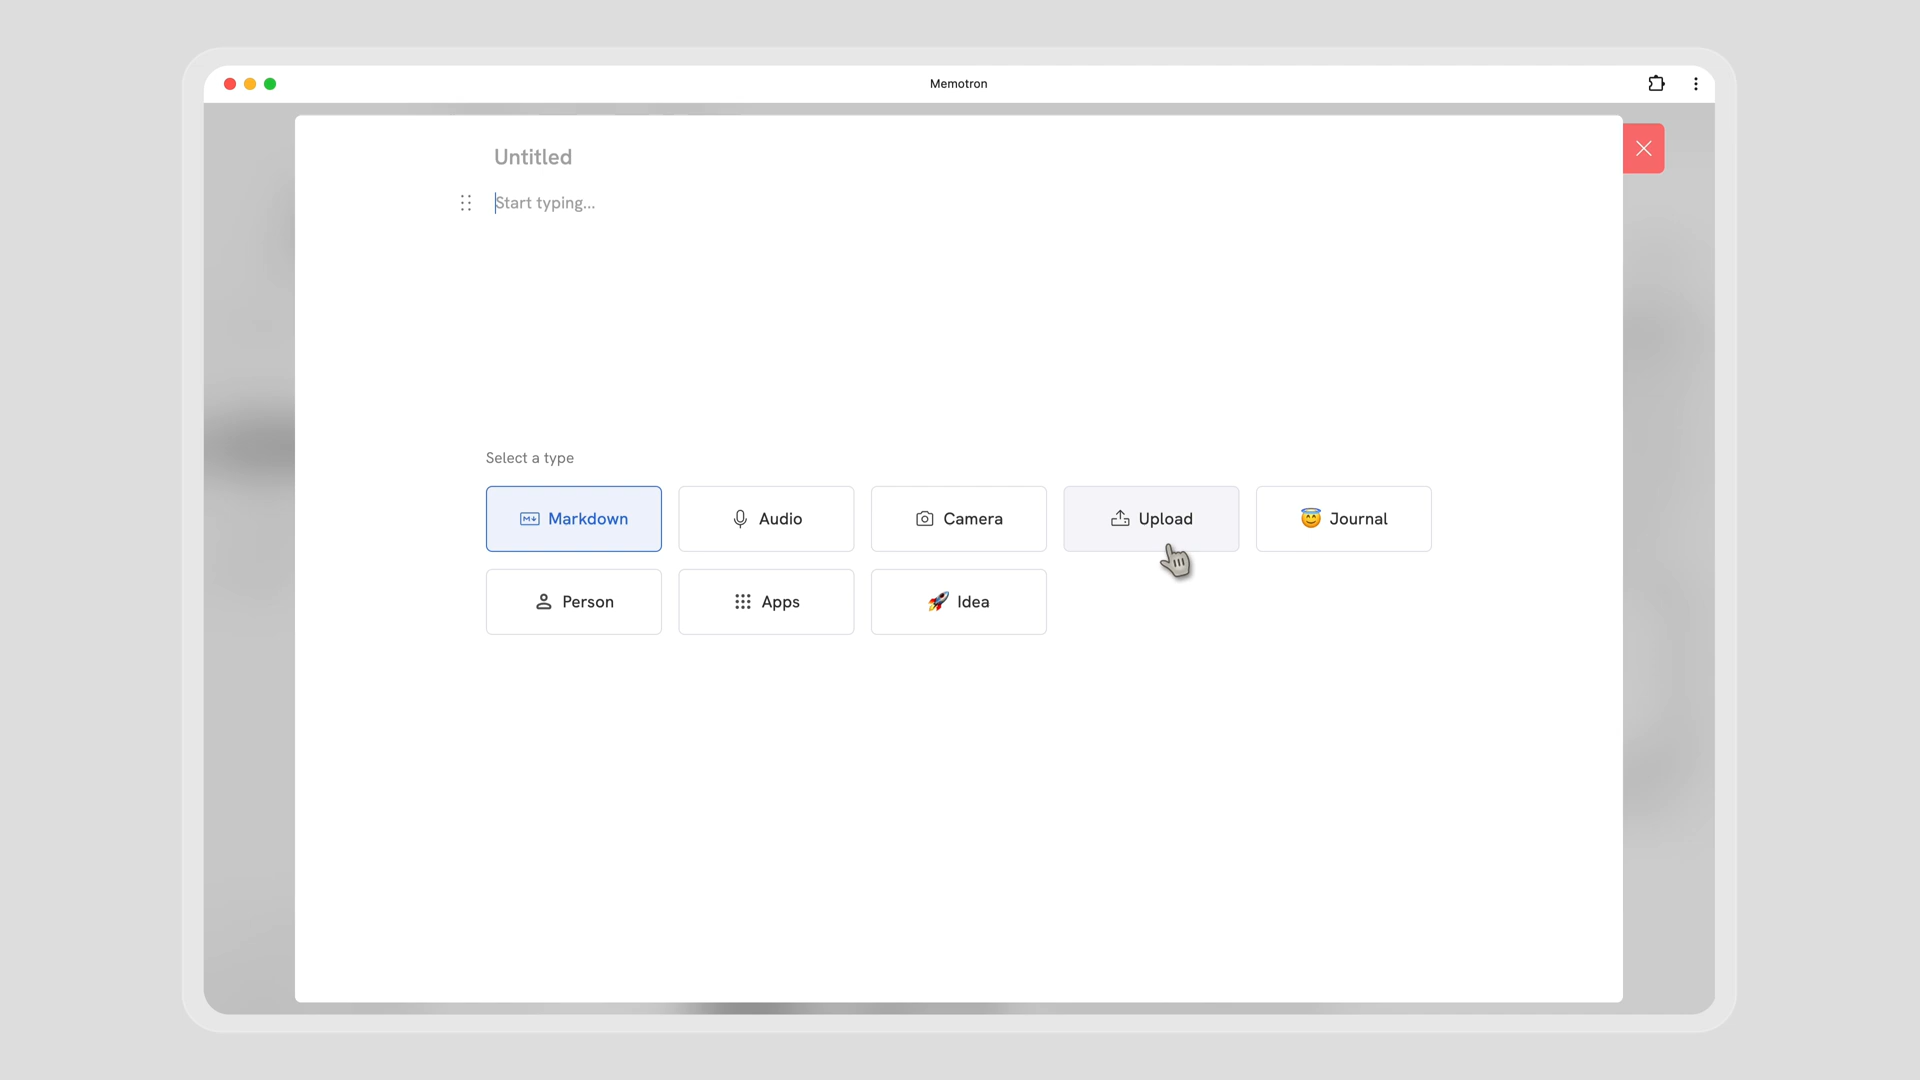 Memotron
Untitled
Start typing...
Select a type
Markdown
Audio
Camera
Upload
Journal
Person
Apps
Idea